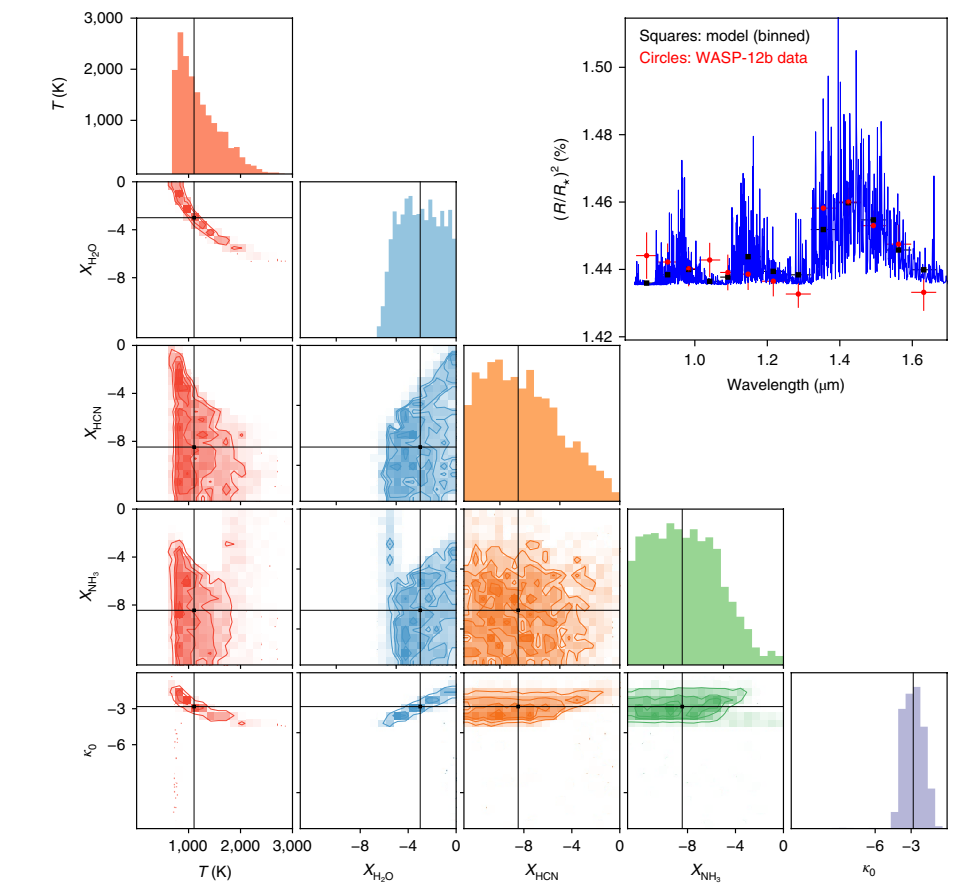 3,000
2,000
1,000
T (K)
Squares: model (binned)
Circles: WASP-12b data
1.50
1.48
1.46
1.44
1.42
(R/R⋆)² (%)
1.0
1.2
1.4
1.6
Wavelength (μm)
0
−4
−8
X_H₂O
0
−4
−8
X_HCN
0
−4
−8
X_NH₃
−3
−6
κ₀
1,000
2,000
3,000
T (K)
−8
−4
0
X_H₂O
−8
−4
0
X_HCN
−8
−4
0
X_NH₃
−6
−3
κ₀